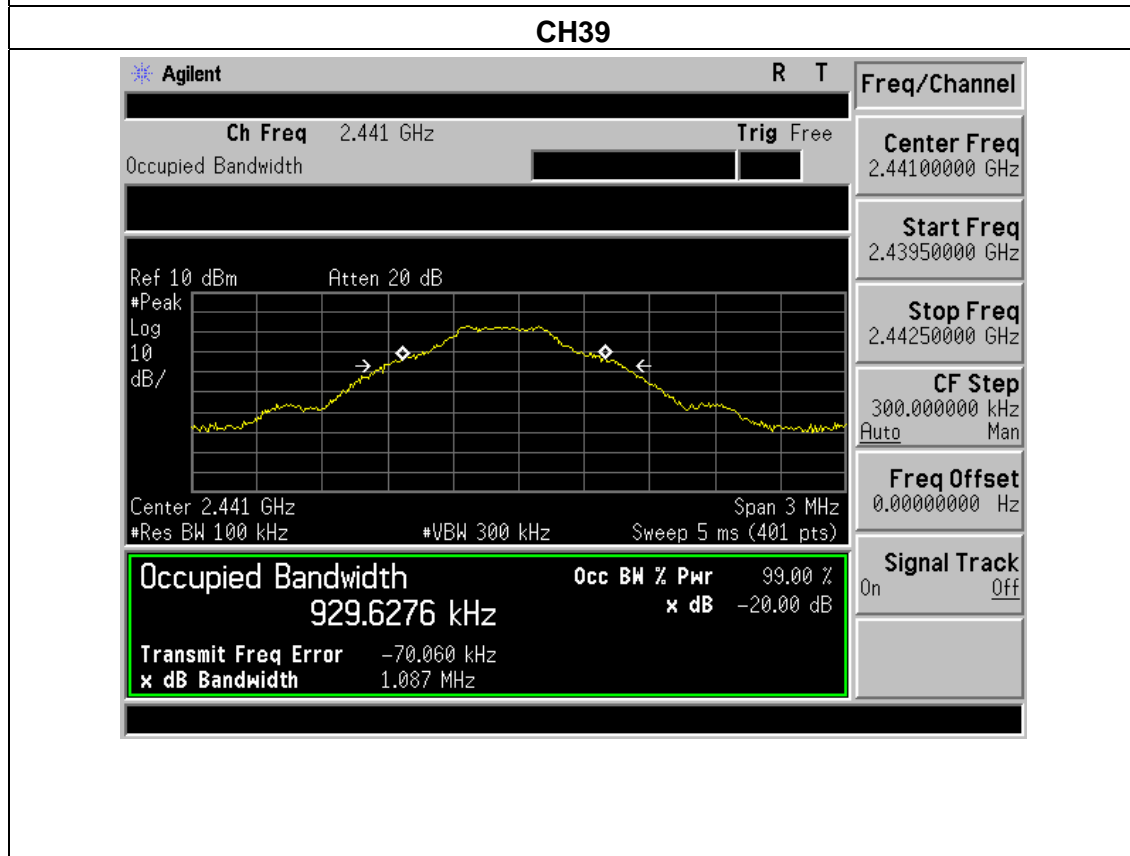 CH39
Agilent R T
Freq/Channel
Ch Freq 2.441 GHz Trig Free
Occupied Bandwidth
Center Freq
2.44100000 GHz
Start Freq
2.43950000 GHz
Stop Freq
2.44250000 GHz
CF Step
300.000000 kHz
Auto Man
Freq Offset
0.00000000 Hz
Signal Track
On Off
Ref 10 dBm Atten 20 dB
#Peak
Log
10
dB/
Center 2.441 GHz Span 3 MHz
#Res BW 100 kHz #VBW 300 kHz Sweep 5 ms (401 pts)
Occupied Bandwidth
929.6276 kHz
Occ BW % Pwr 99.00 %
x dB -20.00 dB
Transmit Freq Error -70.060 kHz
x dB Bandwidth 1.087 MHz